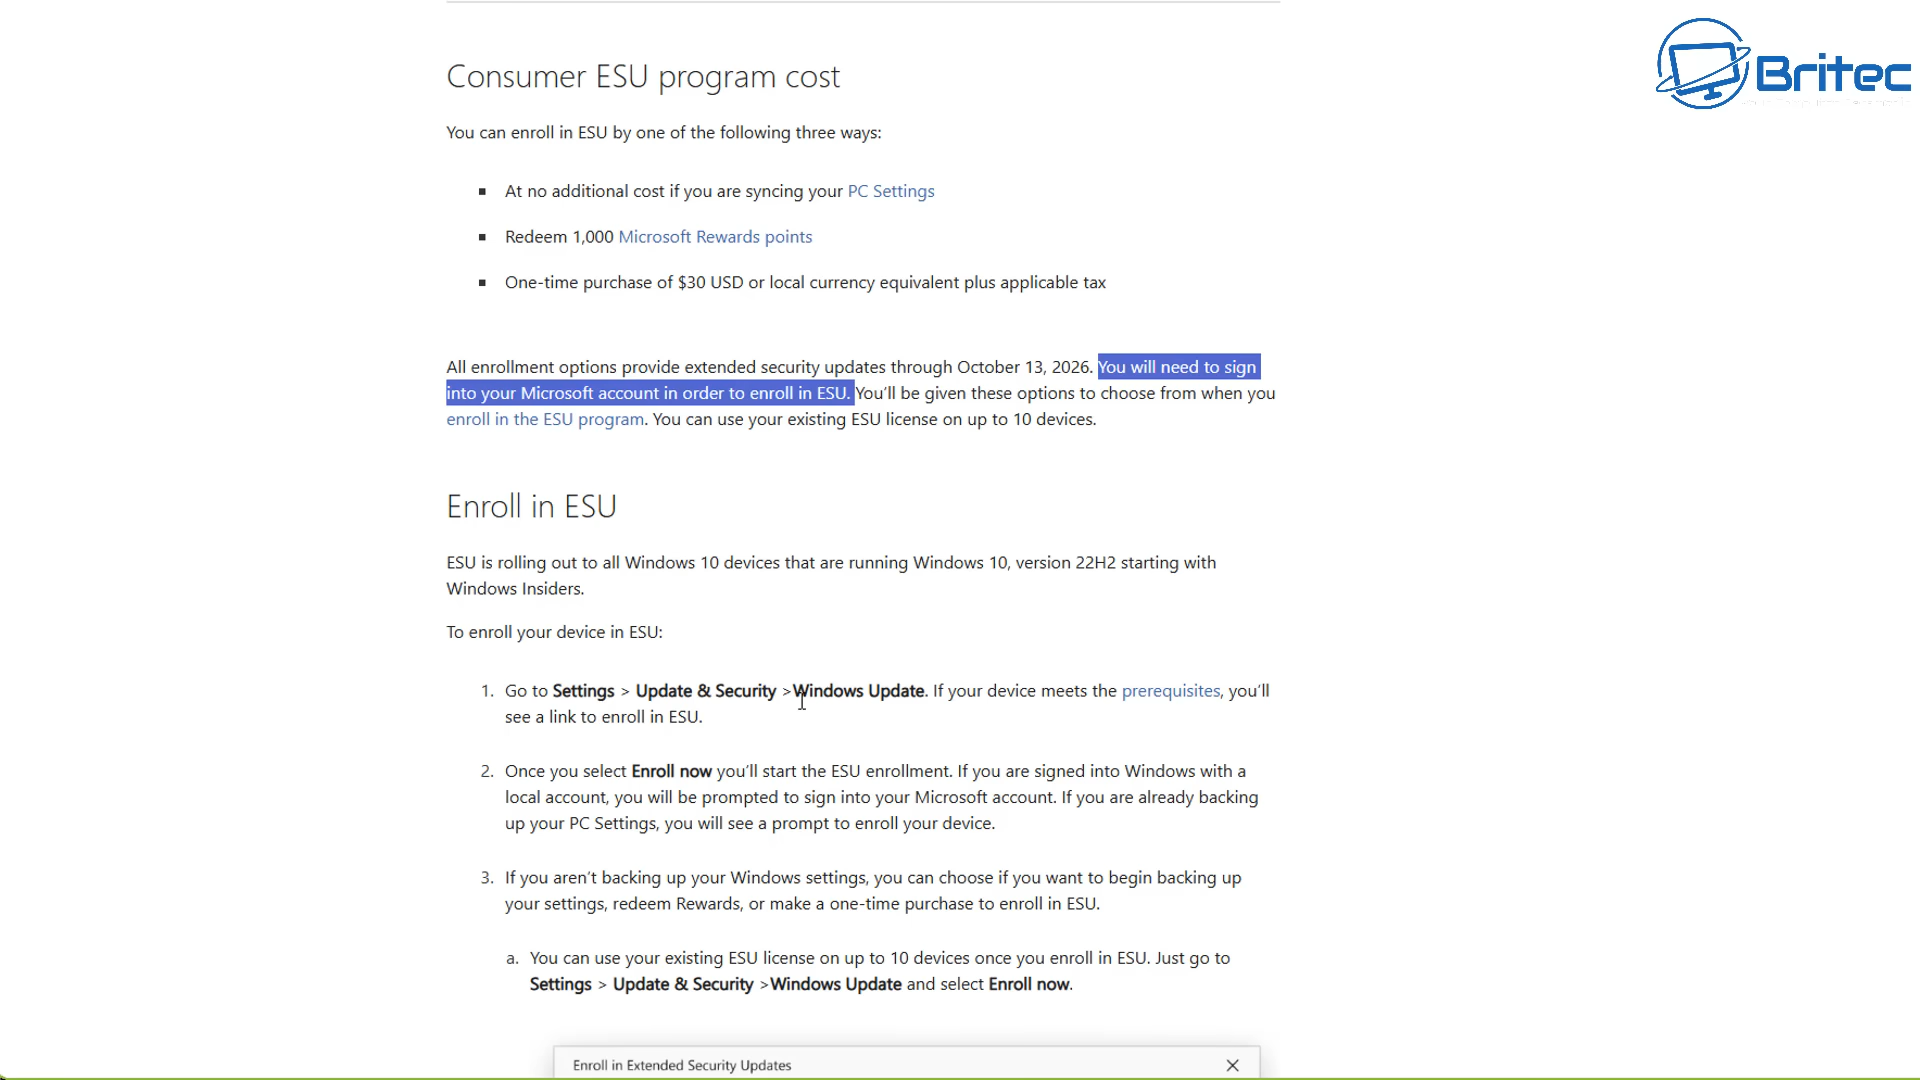 Britec
Consumer ESU program cost
You can enroll in ESU by one of the following three ways:
▪ At no additional cost if you are syncing your PC Settings
▪ Redeem 1,000 Microsoft Rewards points
▪ One-time purchase of $30 USD or local currency equivalent plus applicable tax
All enrollment options provide extended security updates through October 13, 2026. You will need to sign
into your Microsoft account in order to enroll in ESU. You’ll be given these options to choose from when you
enroll in the ESU program. You can use your existing ESU license on up to 10 devices.
Enroll in ESU
ESU is rolling out to all Windows 10 devices that are running Windows 10, version 22H2 starting with
Windows Insiders.
To enroll your device in ESU:
1. Go to Settings > Update & Security >Windows Update. If your device meets the prerequisites, you’ll
see a link to enroll in ESU.
2. Once you select Enroll now you’ll start the ESU enrollment. If you are signed into Windows with a
local account, you will be prompted to sign into your Microsoft account. If you are already backing
up your PC Settings, you will see a prompt to enroll your device.
3. If you aren’t backing up your Windows settings, you can choose if you want to begin backing up
your settings, redeem Rewards, or make a one-time purchase to enroll in ESU.
a. You can use your existing ESU license on up to 10 devices once you enroll in ESU. Just go to
Settings > Update & Security >Windows Update and select Enroll now.
Enroll in Extended Security Updates